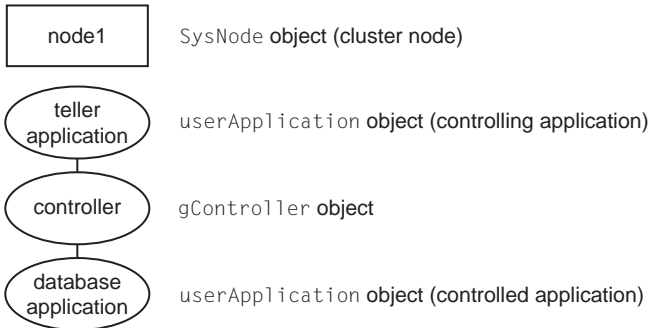 node1 SysNode object (cluster node)
teller
application
userApplication object (controlling application)
controller gController object
database
application
userApplication object (controlled application)